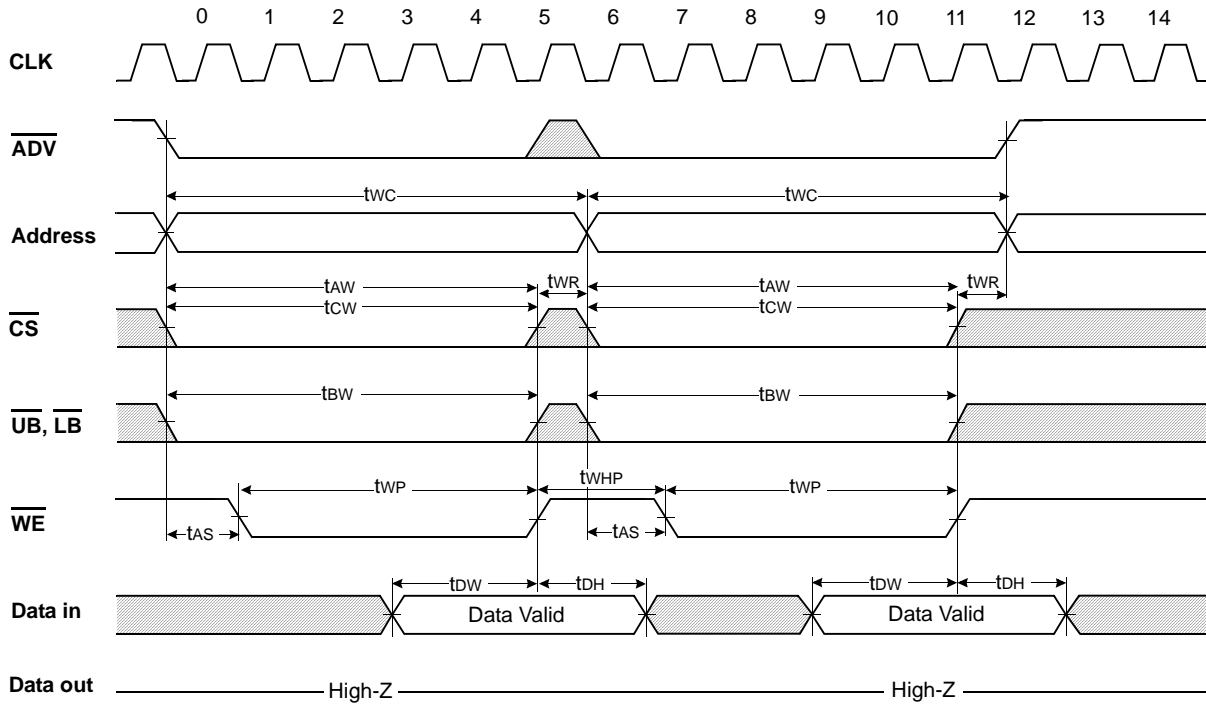 0 1 2 3 4 5 6 7 8 9 10 11 12 13 14
CLK
ADV
tWC tWC
Address
tAW tWR tAW tWR
tCW tCW
CS
tBW tBW
UB, LB
tWP tWHP tWP
WE
tAS tAS
tDW tDH tDW tDH
Data in Data Valid Data Valid
Data out High-Z High-Z